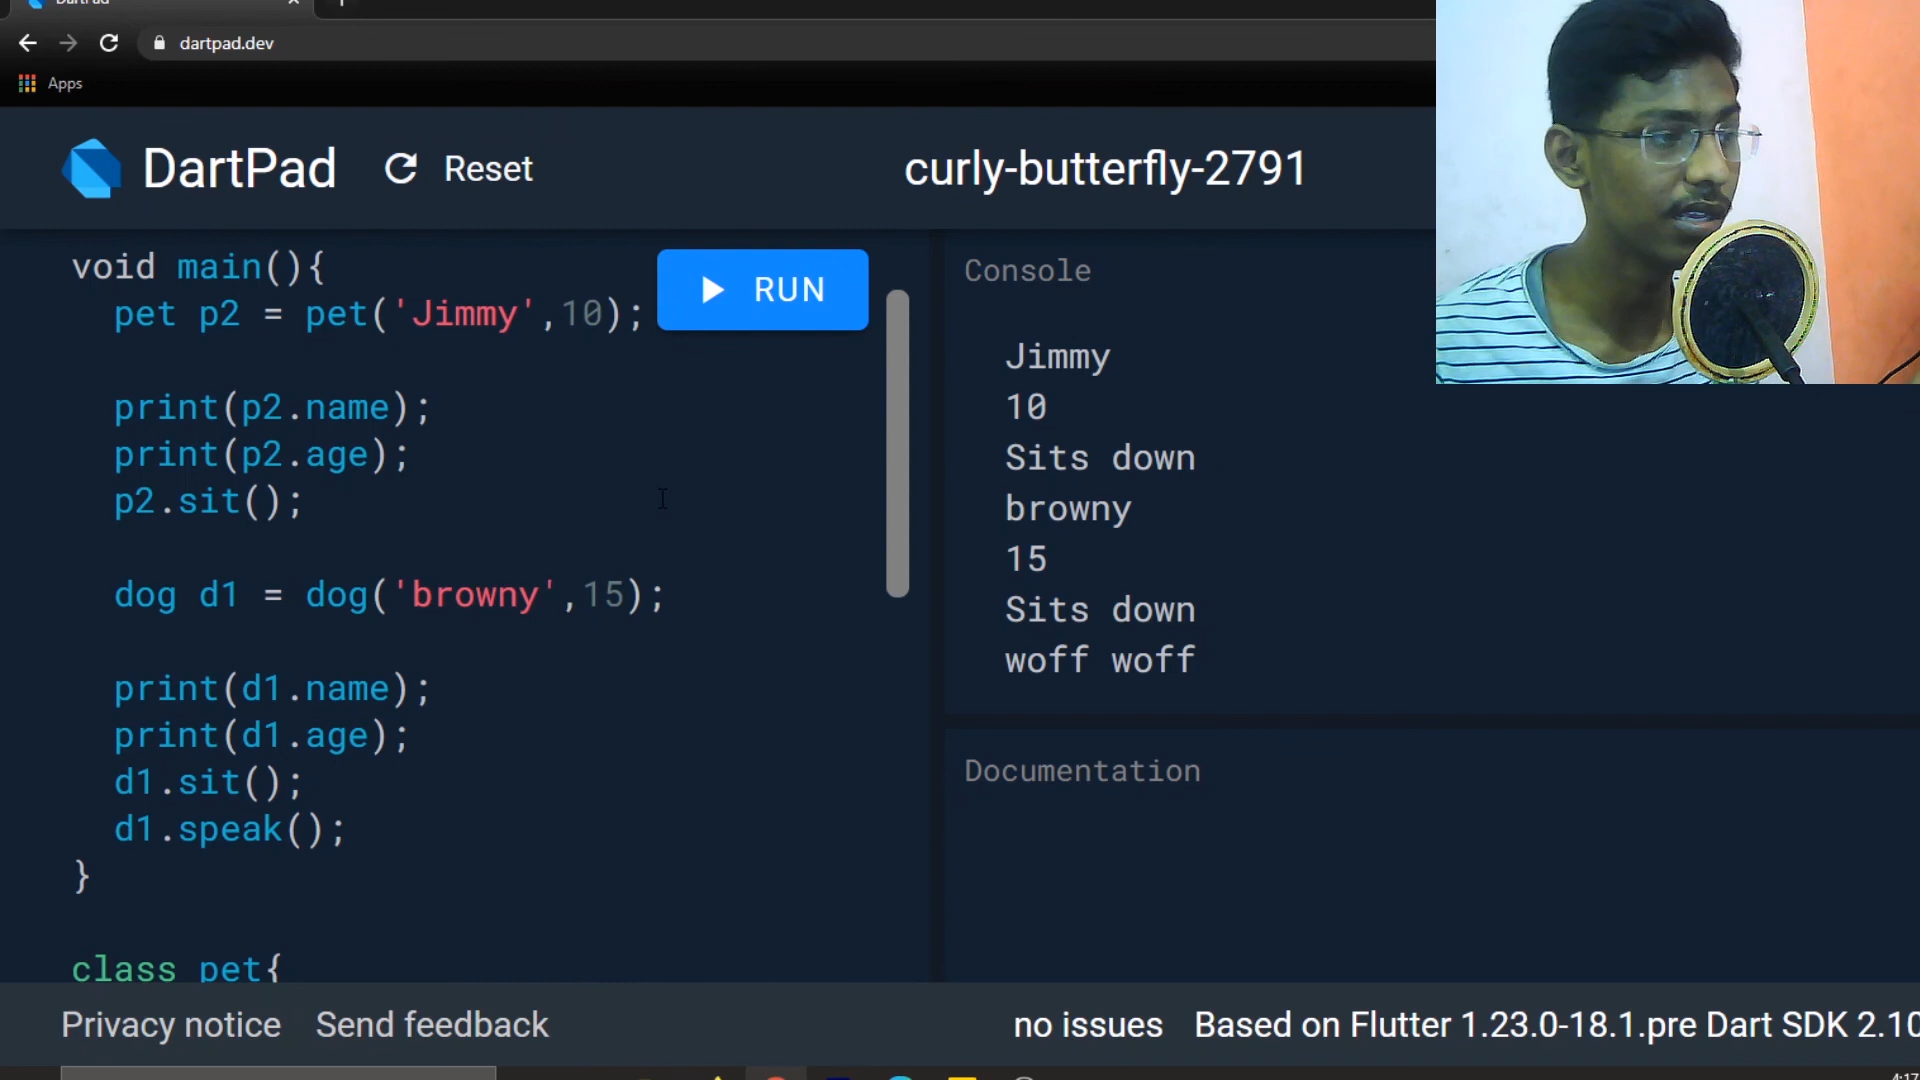 DartPad
dartpad.dev
Apps
DartPad
Reset
curly-butterfly-2791
void main(){
pet p2 = pet('Jimmy',10);
RUN
print(p2.name);
print(p2.age);
p2.sit();
dog d1 = dog('browny',15);
print(d1.name);
print(d1.age);
d1.sit();
d1.speak();
}
class pet{
Console
Jimmy
10
Sits down
browny
15
Sits down
woff woff
Documentation
Privacy notice
Send feedback
no issues
Based on Flutter 1.23.0-18.1.pre Dart SDK 2.10
4:17